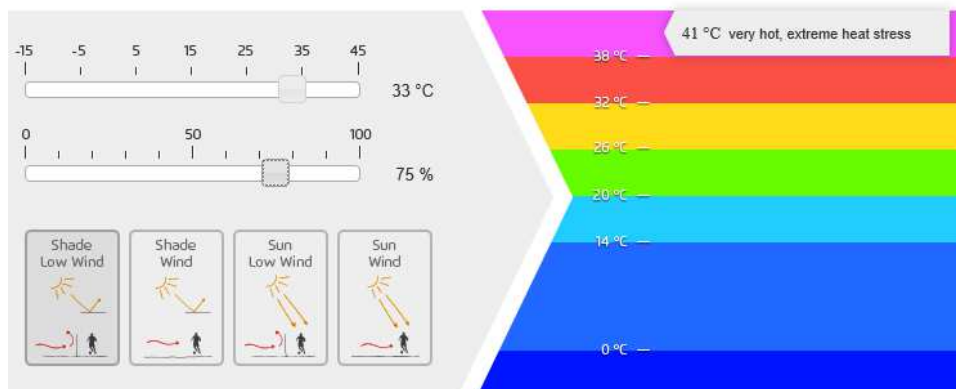 -15 -5 5 15 25 35 45
33 °C
0 50 100
75 %
Shade
Low Wind
Shade
Wind
Sun
Low Wind
Sun
Wind
41 °C very hot, extreme heat stress
38 °C
32 °C
26 °C
20 °C
14 °C
0 °C